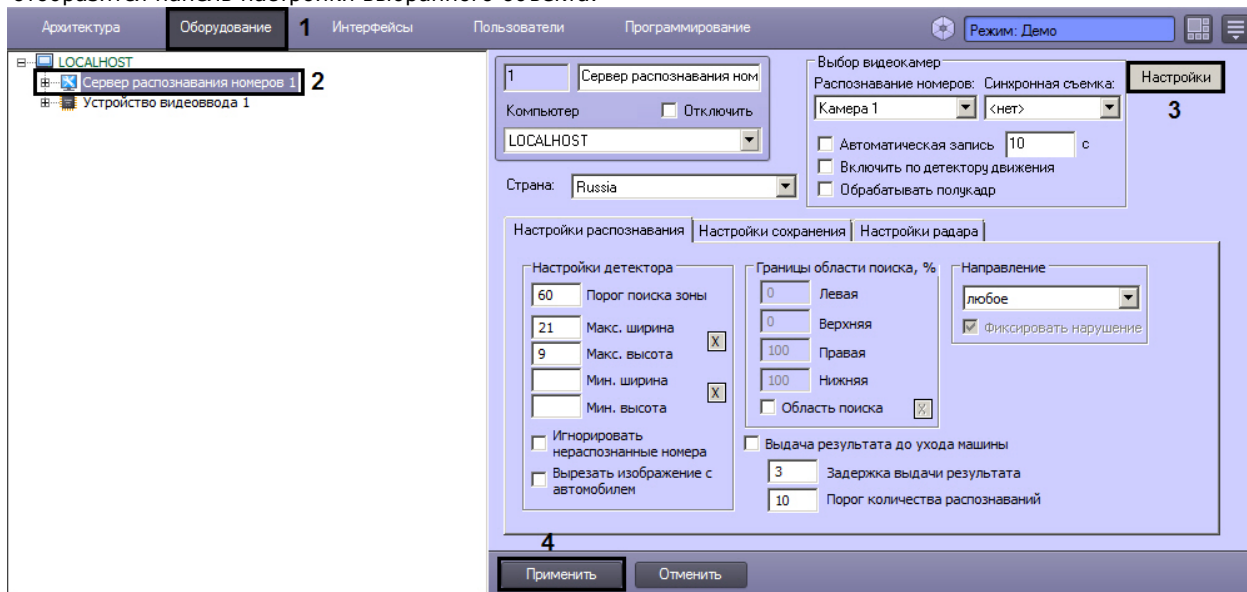 отобразится панель настройки выбранного объекта.
Архитектура Оборудование 1 Интерфейсы Пользователи Программирование Режим: Демо
LOCALHOST
Сервер распознавания номеров 1 2
Устройство видеоввода 1
1 Сервер распознавания ном
Компьютер Отключить
LOCALHOST
Страна: Russia
Выбор видеокамер
Распознавание номеров: Синхронная съемка:
Камера 1 <нет>
Автоматическая запись 10 с
Включить по детектору движения
Обрабатывать полукадр
Настройки
3
Настройки распознавания Настройки сохранения Настройки радара
Настройки детектора
60 Порог поиска зоны
21 Макс. ширина
9 Макс. высота
X
Мин. ширина
Мин. высота
X
Игнорировать
нераспознанные номера
Вырезать изображение с
автомобилем
Границы области поиска, %
0 Левая
0 Верхняя
100 Правая
100 Нижняя
Область поиска X
Направление
любое
Фиксировать нарушение
Выдача результата до ухода машины
3 Задержка выдачи результата
10 Порог количества распознаваний
4
Применить Отменить